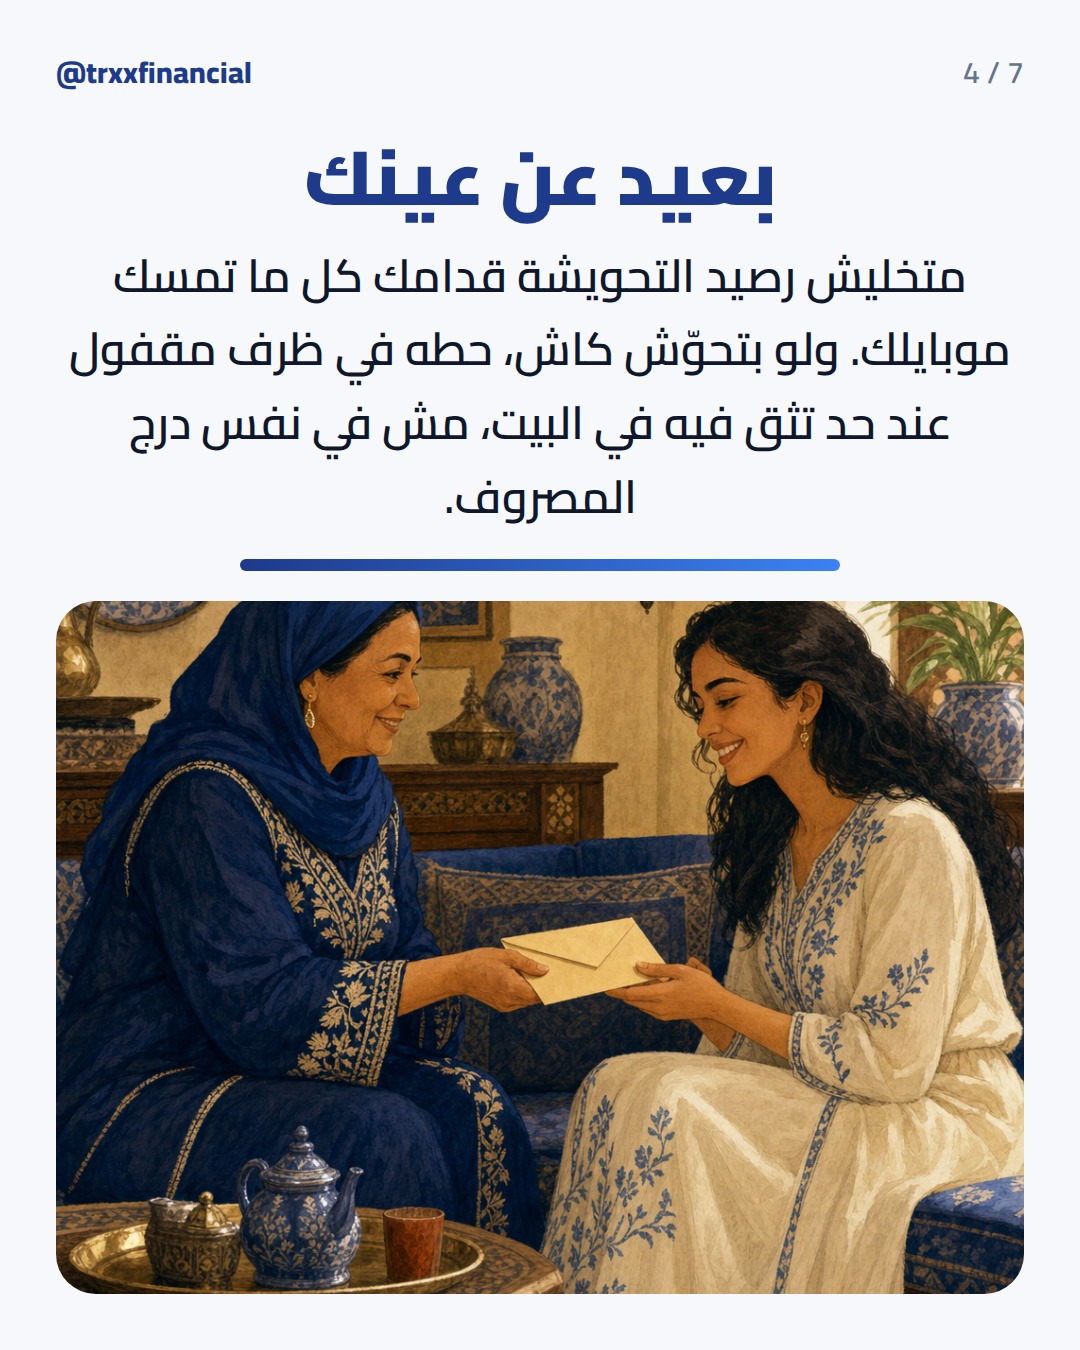 @trxxfinancial
4 / 7
بعيد عن عينك
متخليش رصيد التحويشة قدامك كل ما تمسك
موبايلك. ولو بتحوّش كاش، حطه في ظرف مقفول
عند حد تثق فيه في البيت، مش في نفس درج
المصروف.